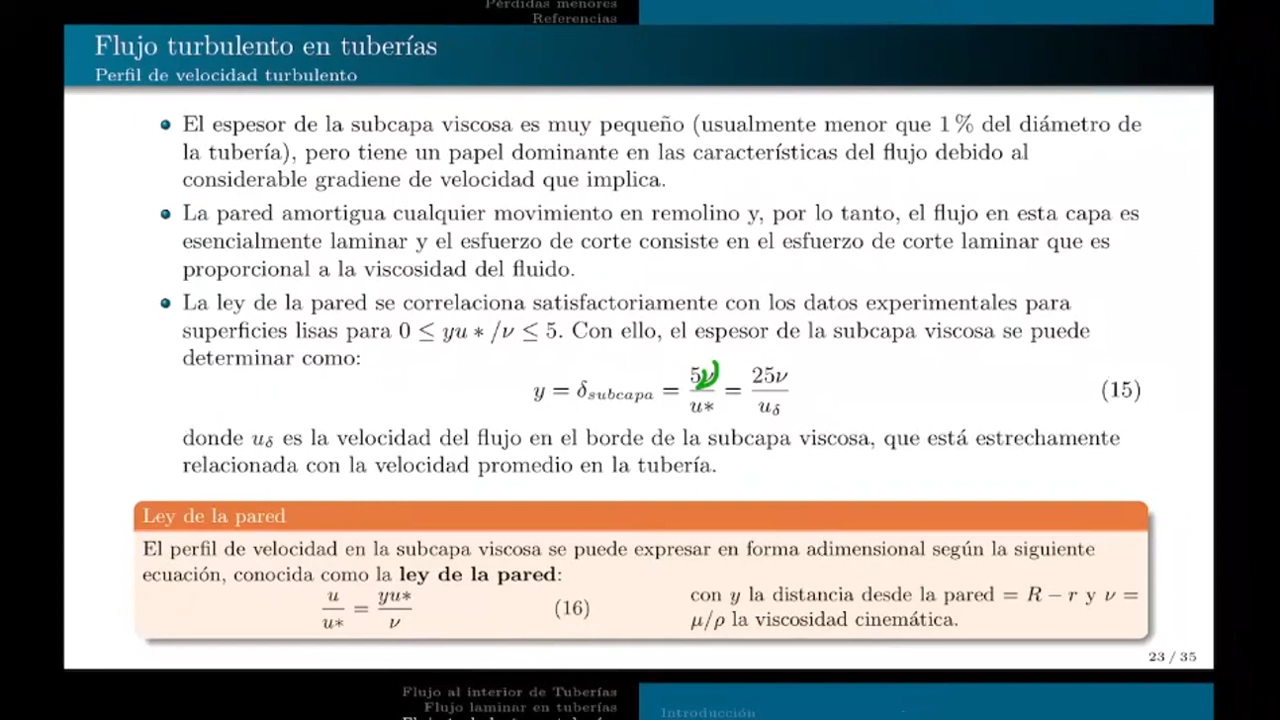 Pérdidas menores
Referencias
Flujo turbulento en tuberías
Perfil de velocidad turbulento
El espesor de la subcapa viscosa es muy pequeño (usualmente menor que 1 % del diámetro de
la tubería), pero tiene un papel dominante en las características del flujo debido al
considerable gradiene de velocidad que implica.
La pared amortigua cualquier movimiento en remolino y, por lo tanto, el flujo en esta capa es
esencialmente laminar y el esfuerzo de corte consiste en el esfuerzo de corte laminar que es
proporcional a la viscosidad del fluido.
La ley de la pared se correlaciona satisfactoriamente con los datos experimentales para
superficies lisas para 0 ≤ yu ∗ /ν ≤ 5. Con ello, el espesor de la subcapa viscosa se puede
determinar como:
y = δsubcapa = 5ν/u∗ = 25ν/uδ (15)
donde uδ es la velocidad del flujo en el borde de la subcapa viscosa, que está estrechamente
relacionada con la velocidad promedio en la tubería.
Ley de la pared
El perfil de velocidad en la subcapa viscosa se puede expresar en forma adimensional según la siguiente
ecuación, conocida como la ley de la pared:
u/u∗ = yu∗/ν (16)
con y la distancia desde la pared = R − r y ν =
μ/ρ la viscosidad cinemática.
23 / 35
Flujo al interior de Tuberías
Flujo laminar en tuberías
Introducción